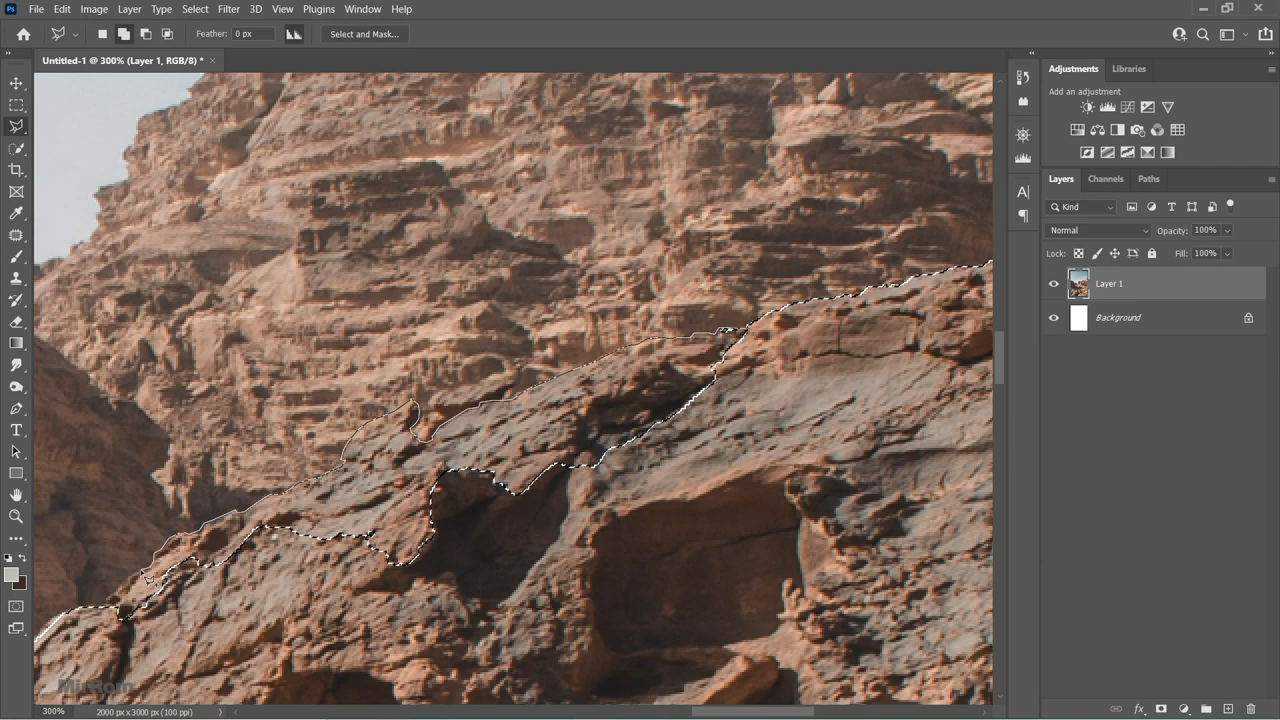 Ps File Edit Image Layer Type Select Filter 3D View Plugins Window Help
Feather: 0 px Select and Mask...
Untitled-1 @ 300% (Layer 1, RGB/8) *
Adjustments Libraries
Add an adjustment
Layers Channels Paths
Kind
Normal Opacity: 100%
Lock: Fill: 100%
Layer 1
Background
300% 2000 px x 3000 px (100 ppi)